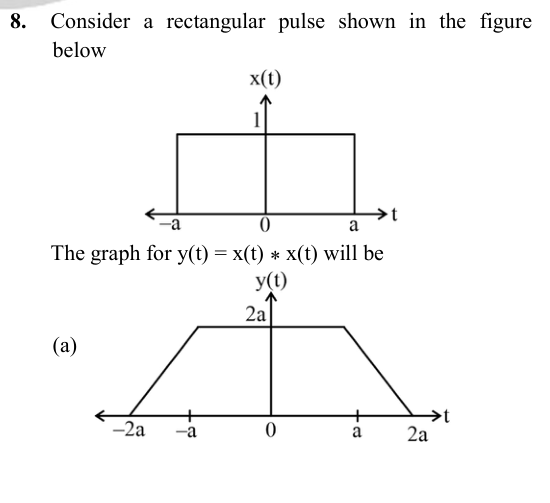 8. Consider a rectangular pulse shown in the figure
below
x(t)
1
–a 0 a t
The graph for y(t) = x(t) * x(t) will be
y(t)
2a
(a)
–2a –a 0 a 2a t